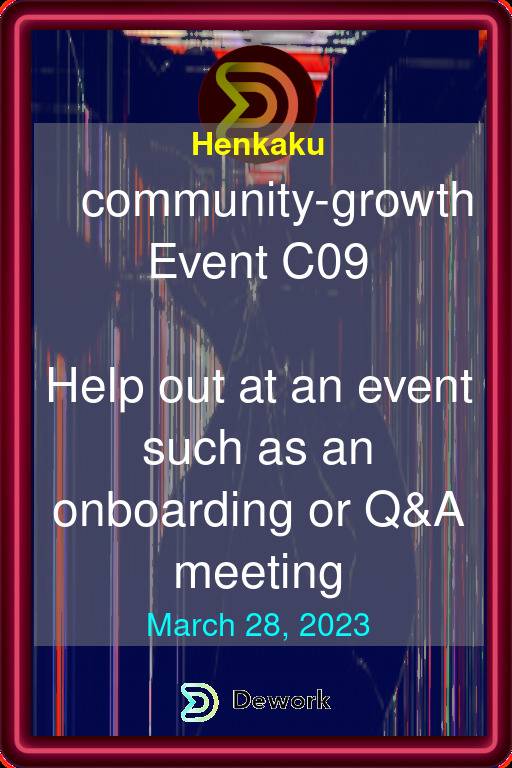 Henkaku
community-growth
Event C09
Help out at an event
such as an
onboarding or Q&A
meeting
March 28, 2023
Dework